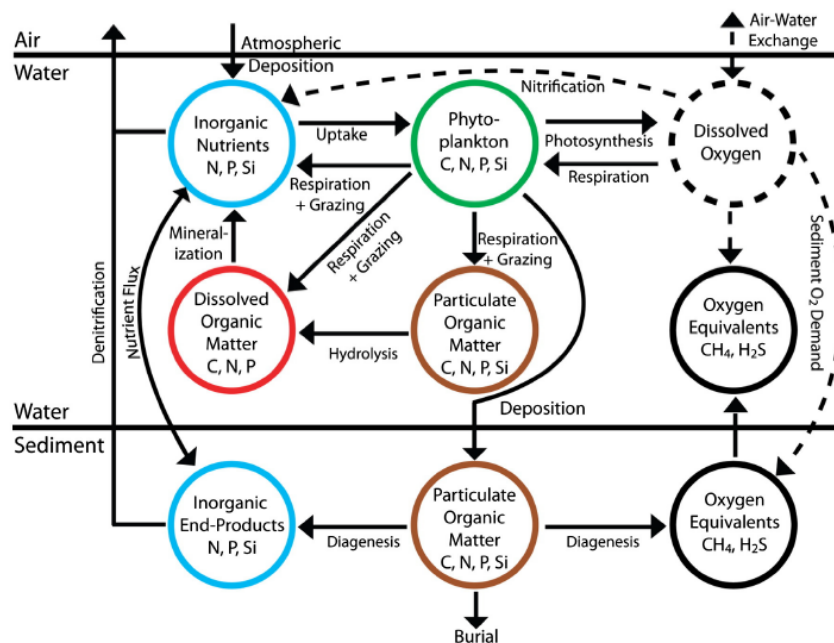 Air
Water
Atmospheric
Deposition
Air-Water
Exchange
Nitrification
Inorganic
Nutrients
N, P, Si
Uptake
Respiration
+ Grazing
Phyto-
plankton
C, N, P, Si
Photosynthesis
Respiration
Dissolved
Oxygen
Mineral-
ization
Respiration
+ Grazing
Respiration
+ Grazing
Sediment O₂ Demand
Denitrification
Nutrient Flux
Dissolved
Organic
Matter
C, N, P
Hydrolysis
Particulate
Organic
Matter
C, N, P, Si
Oxygen
Equivalents
CH₄, H₂S
Deposition
Water
Sediment
Inorganic
End-Products
N, P, Si
Diagenesis
Particulate
Organic
Matter
C, N, P, Si
Diagenesis
Oxygen
Equivalents
CH₄, H₂S
Burial